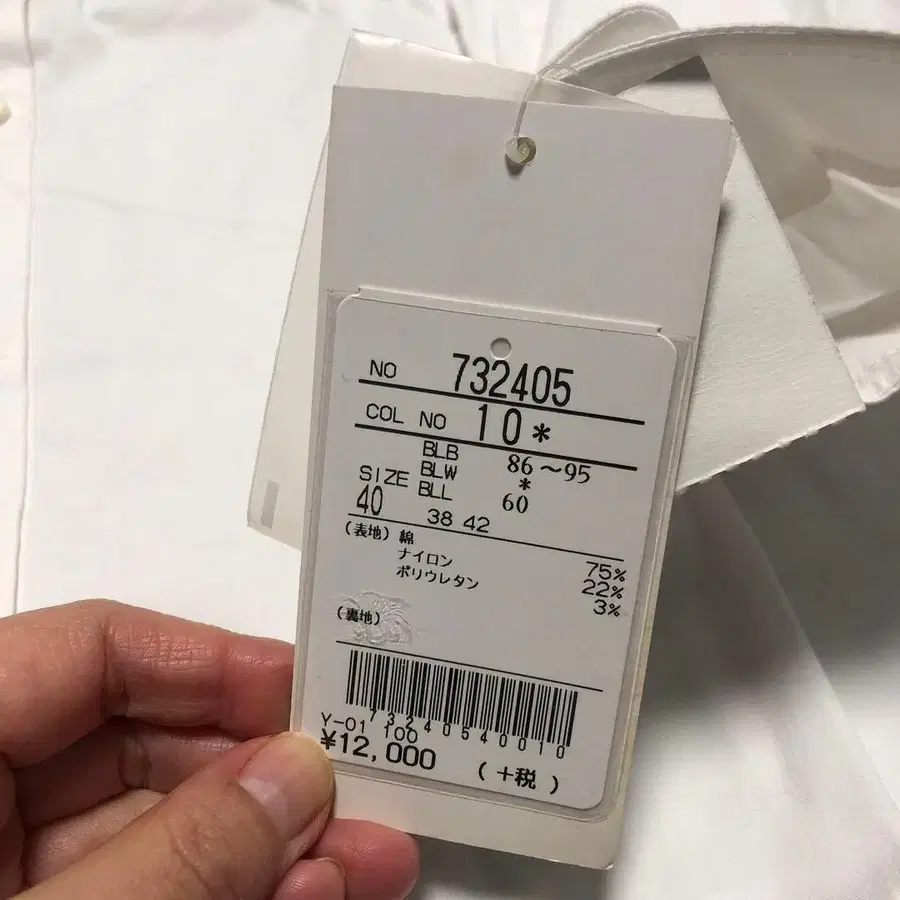 NO 732405
COL NO 10*
BLB 86～95
BLW *
SIZE BLL 60
40 38 42
(表地) 綿 75%
ナイロン 22%
ポリウレタン 3%
(裏地)
73240540010
Y-01 100
¥12,000 (+税)